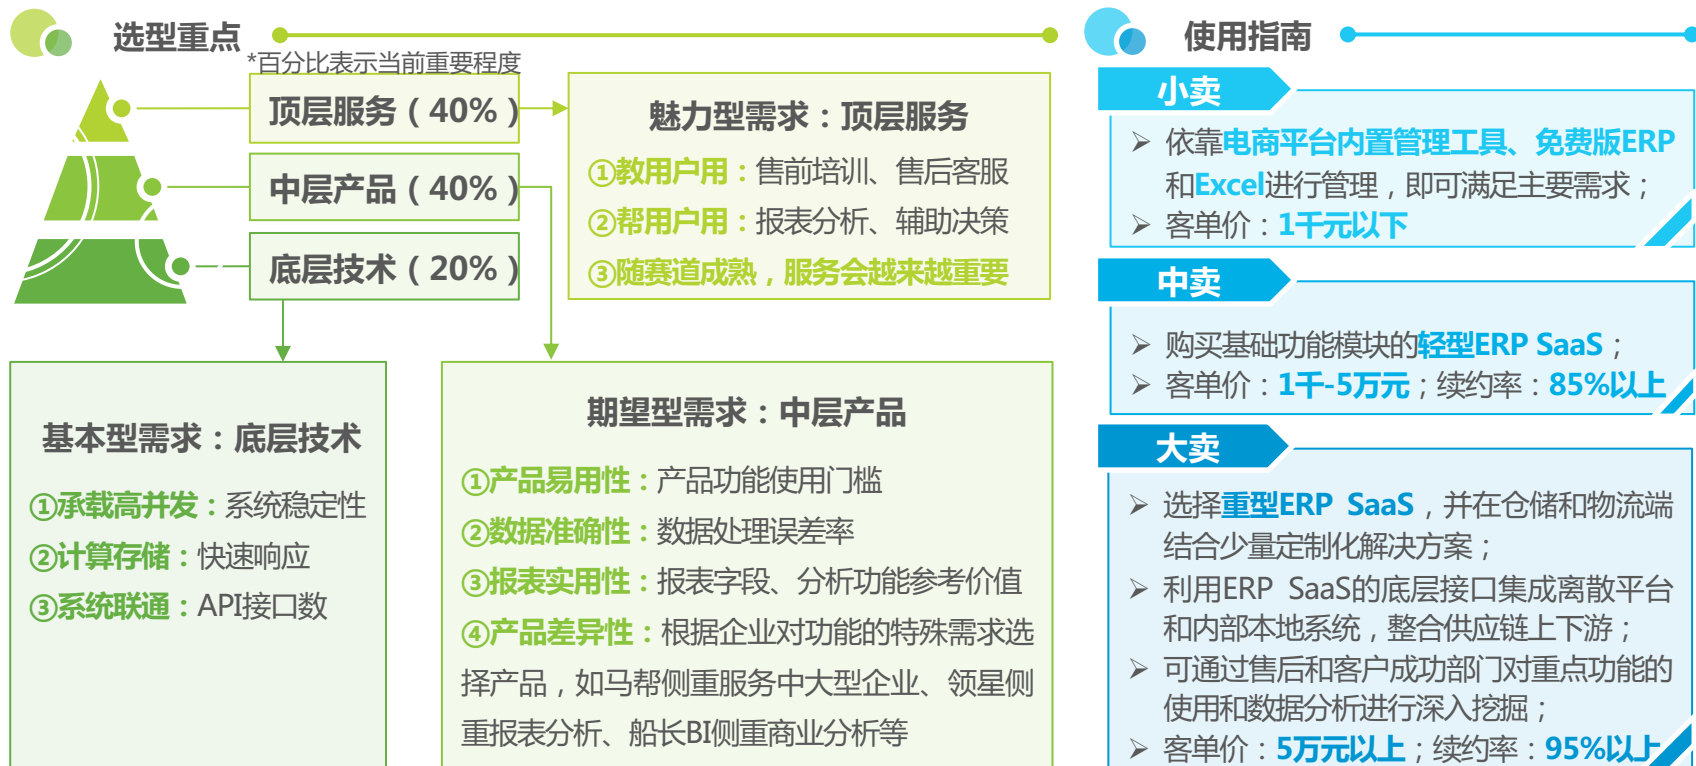 选型重点
*百分比表示当前重要程度
顶层服务（40%）
中层产品（40%）
底层技术（20%）
魅力型需求：顶层服务
①教用户用：售前培训、售后客服
②帮用户用：报表分析、辅助决策
③随赛道成熟，服务会越来越重要
基本型需求：底层技术
①承载高并发：系统稳定性
②计算存储：快速响应
③系统联通：API接口数
期望型需求：中层产品
①产品易用性：产品功能使用门槛
②数据准确性：数据处理误差率
③报表实用性：报表字段、分析功能参考价值
④产品差异性：根据企业对功能的特殊需求选
择产品，如马帮侧重服务中大型企业、领星侧
重报表分析、船长BI侧重商业分析等
使用指南
小卖
➢ 依靠电商平台内置管理工具、免费版ERP
和Excel进行管理，即可满足主要需求；
➢ 客单价：1千元以下
中卖
➢ 购买基础功能模块的轻型ERP SaaS；
➢ 客单价：1千-5万元；续约率：85%以上
大卖
➢ 选择重型ERP SaaS，并在仓储和物流端
结合少量定制化解决方案；
➢ 利用ERP SaaS的底层接口集成离散平台
和内部本地系统，整合供应链上下游；
➢ 可通过售后和客户成功部门对重点功能的
使用和数据分析进行深入挖掘；
➢ 客单价：5万元以上；续约率：95%以上